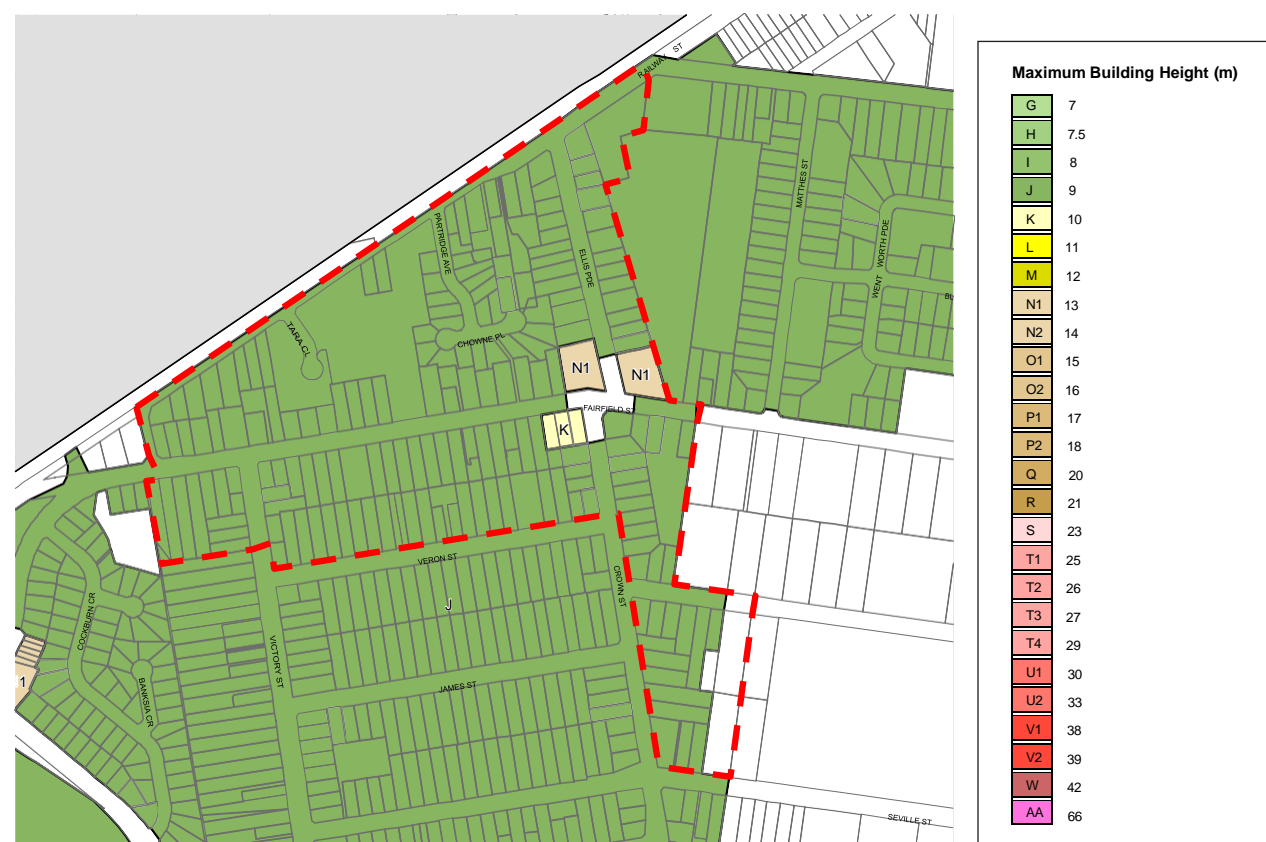 RAILWAY ST
MATTHES ST
PARTRIDGE AVE
ELLIS PDE
WENT WORTH PDE
TARA CL
CHOWNE PL
N1
N1
FAIRFIELD ST
K
VERON ST
CROWN ST
J
COCKBURN CR
VICTORY ST
JAMES ST
BANKSIA CR
1
SEVILLE ST
Maximum Building Height (m)
G 7
H 7.5
I 8
J 9
K 10
L 11
M 12
N1 13
N2 14
O1 15
O2 16
P1 17
P2 18
Q 20
R 21
S 23
T1 25
T2 26
T3 27
T4 29
U1 30
U2 33
V1 38
V2 39
W 42
AA 66